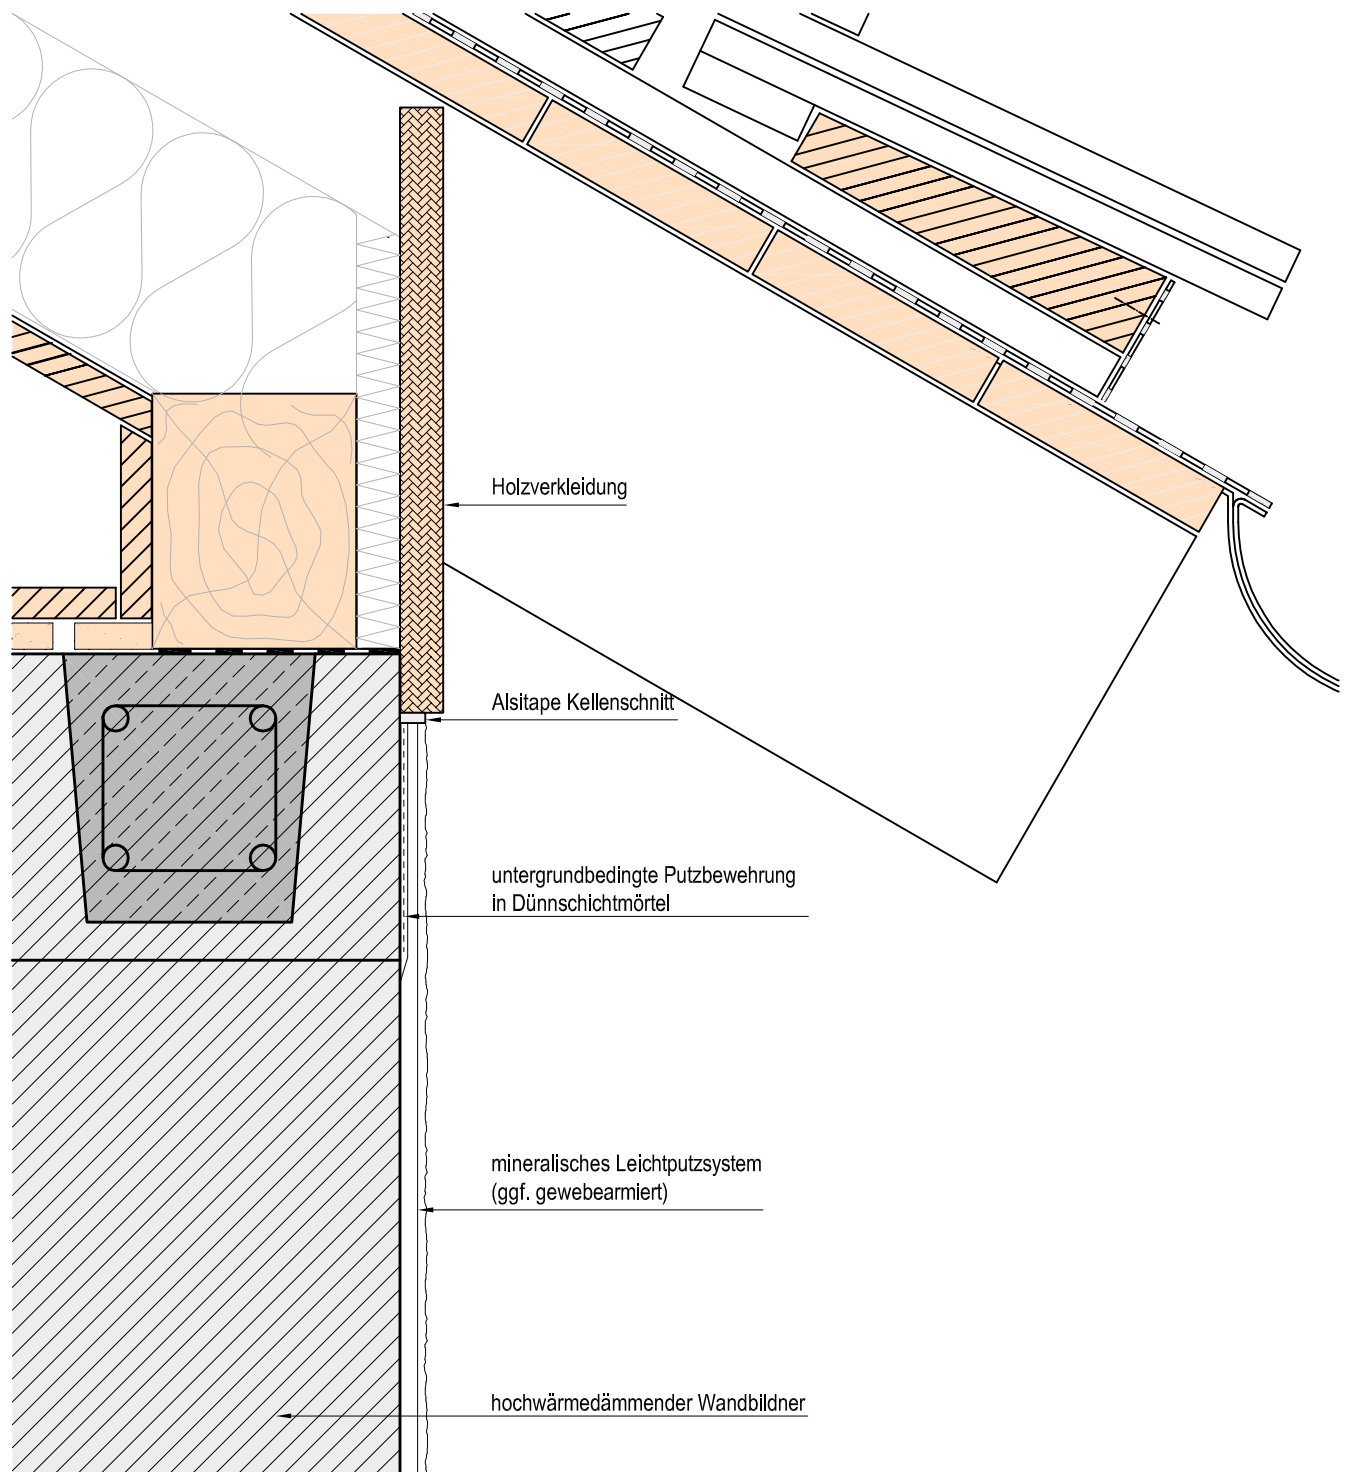 Holzverkleidung
Alsitape Kellenschnitt
untergrundbedingte Putzbewehrung
in Dünnschichtmörtel
mineralisches Leichtputzsystem
(ggf. gewebearmiert)
hochwärmedämmender Wandbildner